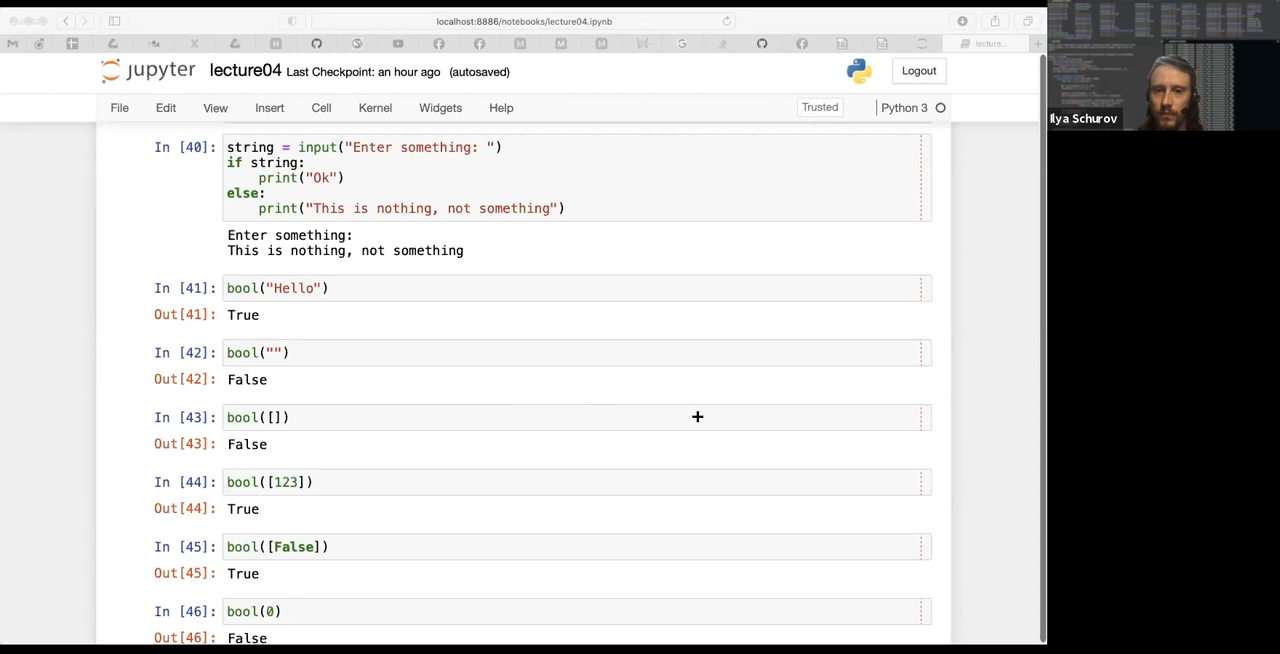 localhost:8886/notebooks/lecture04.ipynb
lecture...
jupyter lecture04 Last Checkpoint: an hour ago (autosaved)
Logout
File Edit View Insert Cell Kernel Widgets Help
Trusted Python 3
Ilya Schurov
In [40]: string = input("Enter something: ")
if string:
    print("Ok")
else:
    print("This is nothing, not something")
Enter something:
This is nothing, not something
In [41]: bool("Hello")
Out[41]: True
In [42]: bool("")
Out[42]: False
In [43]: bool([])
Out[43]: False
In [44]: bool([123])
Out[44]: True
In [45]: bool([False])
Out[45]: True
In [46]: bool(0)
Out[46]: False